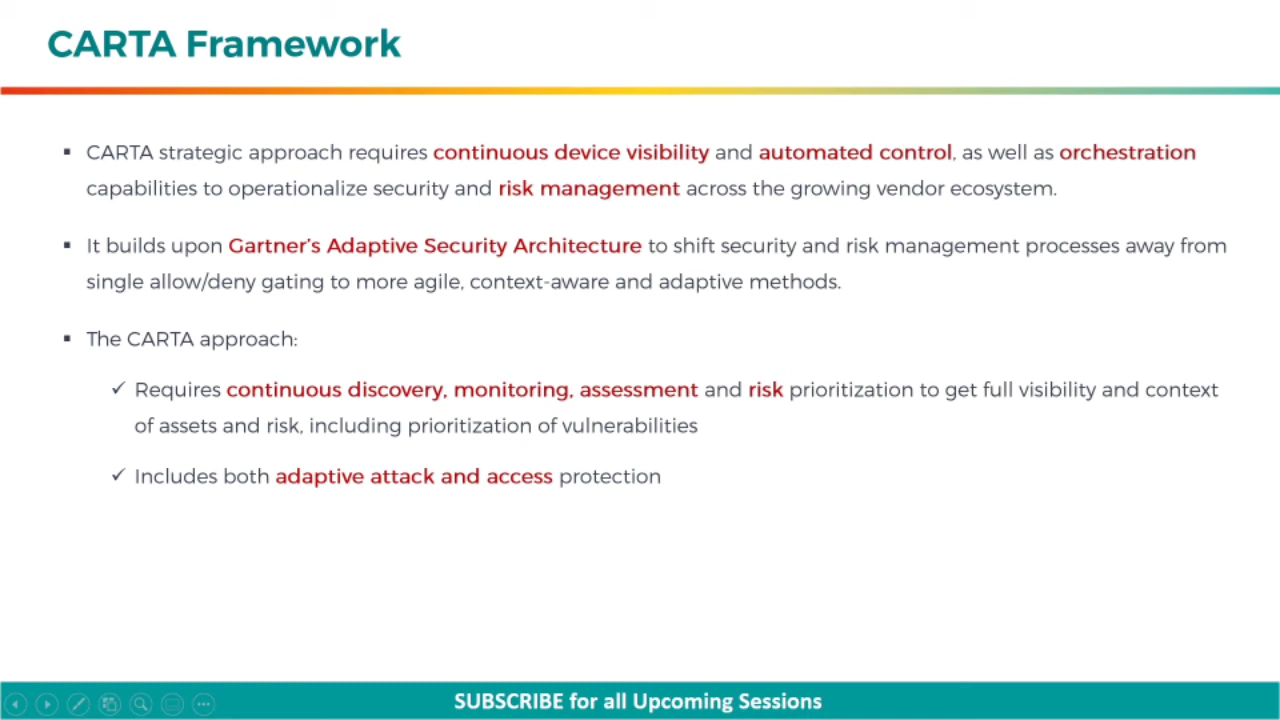 CARTA Framework
▪ CARTA strategic approach requires continuous device visibility and automated control, as well as orchestration
capabilities to operationalize security and risk management across the growing vendor ecosystem.
▪ It builds upon Gartner’s Adaptive Security Architecture to shift security and risk management processes away from
single allow/deny gating to more agile, context-aware and adaptive methods.
▪ The CARTA approach:
✓ Requires continuous discovery, monitoring, assessment and risk prioritization to get full visibility and context
of assets and risk, including prioritization of vulnerabilities
✓ Includes both adaptive attack and access protection
SUBSCRIBE for all Upcoming Sessions